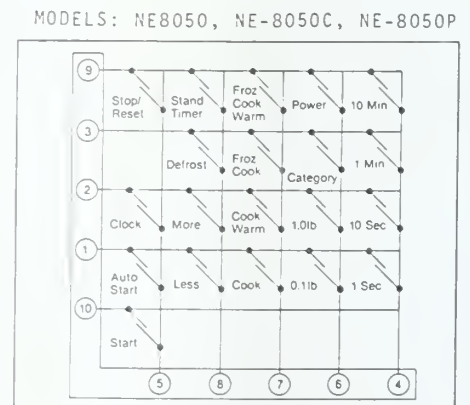 MODELS: NE8050, NE-8050C, NE-8050P
9
Stop/
Reset
Stand
Timer
Froz
Cook
Warm
Power
10 Min
3
Defrost
Froz
Cook
Category
1 Min
2
Clock
More
Cook
Warm
1.0lb
10 Sec
1
Auto
Start
Less
Cook
0.1lb
1 Sec
10
Start
5
8
7
6
4